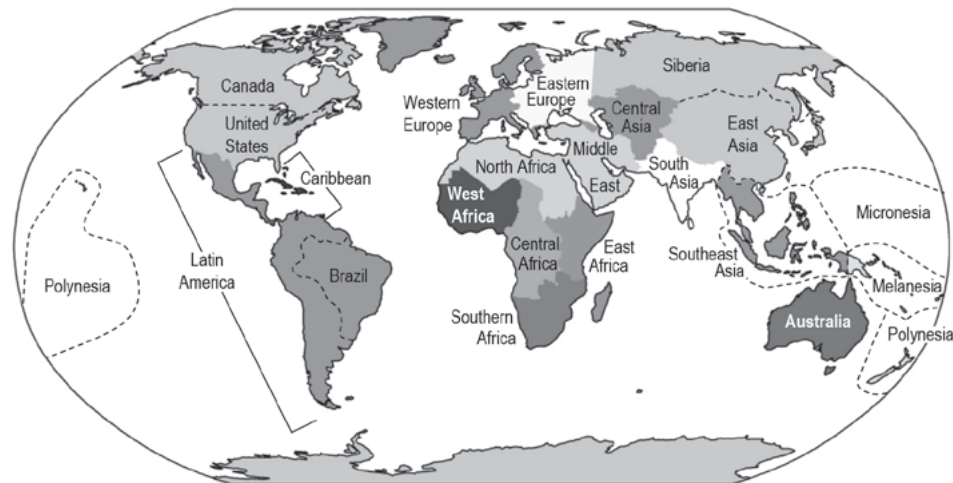 Canada
United
States
Caribbean
Latin
America
Brazil
Polynesia
Western
Europe
Eastern
Europe
Siberia
Central
Asia
East
Asia
Middle
East
South
Asia
North Africa
West
Africa
Central
Africa
East
Africa
Southern
Africa
Southeast
Asia
Micronesia
Melanesia
Australia
Polynesia